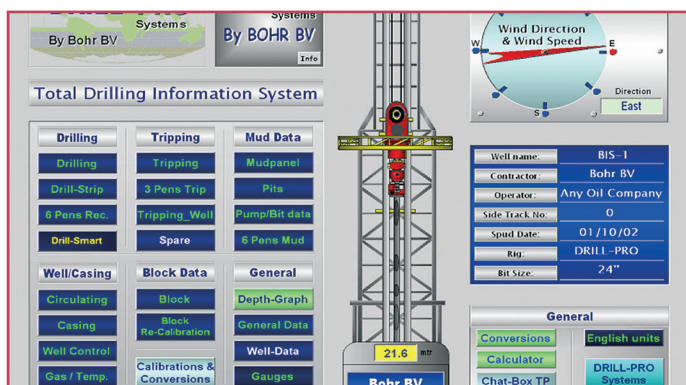 DRILL-PRO
Systems
By Bohr BV
Systems
By BOHR BV
Info
Total Drilling Information System
Drilling
Drilling
Drill-Strip
6 Pens Rec.
Drill-Smart
Tripping
Tripping
3 Pens Trip
Tripping_Well
Spare
Mud Data
Mudpanel
Pits
Pump/Bit data
6 Pens Mud
Well/Casing
Circulating
Casing
Well Control
Gas / Temp.
Block Data
Block
Block
Re-Calibration
Calibrations &
Conversions
General
Depth-Graph
General Data
Well-Data
Gauges
21.6 mtr
Bohr BV
Wind Direction
& Wind Speed
W
E
S
Direction
East
Well name: BIS-1
Contractor: Bohr BV
Operator: Any Oil Company
Side Track No: 0
Spud Date: 01/10/02
Rig: DRILL-PRO
Bit Size: 24"
General
Conversions
Calculator
Chat-Box TP
English units
DRILL-PRO
Systems